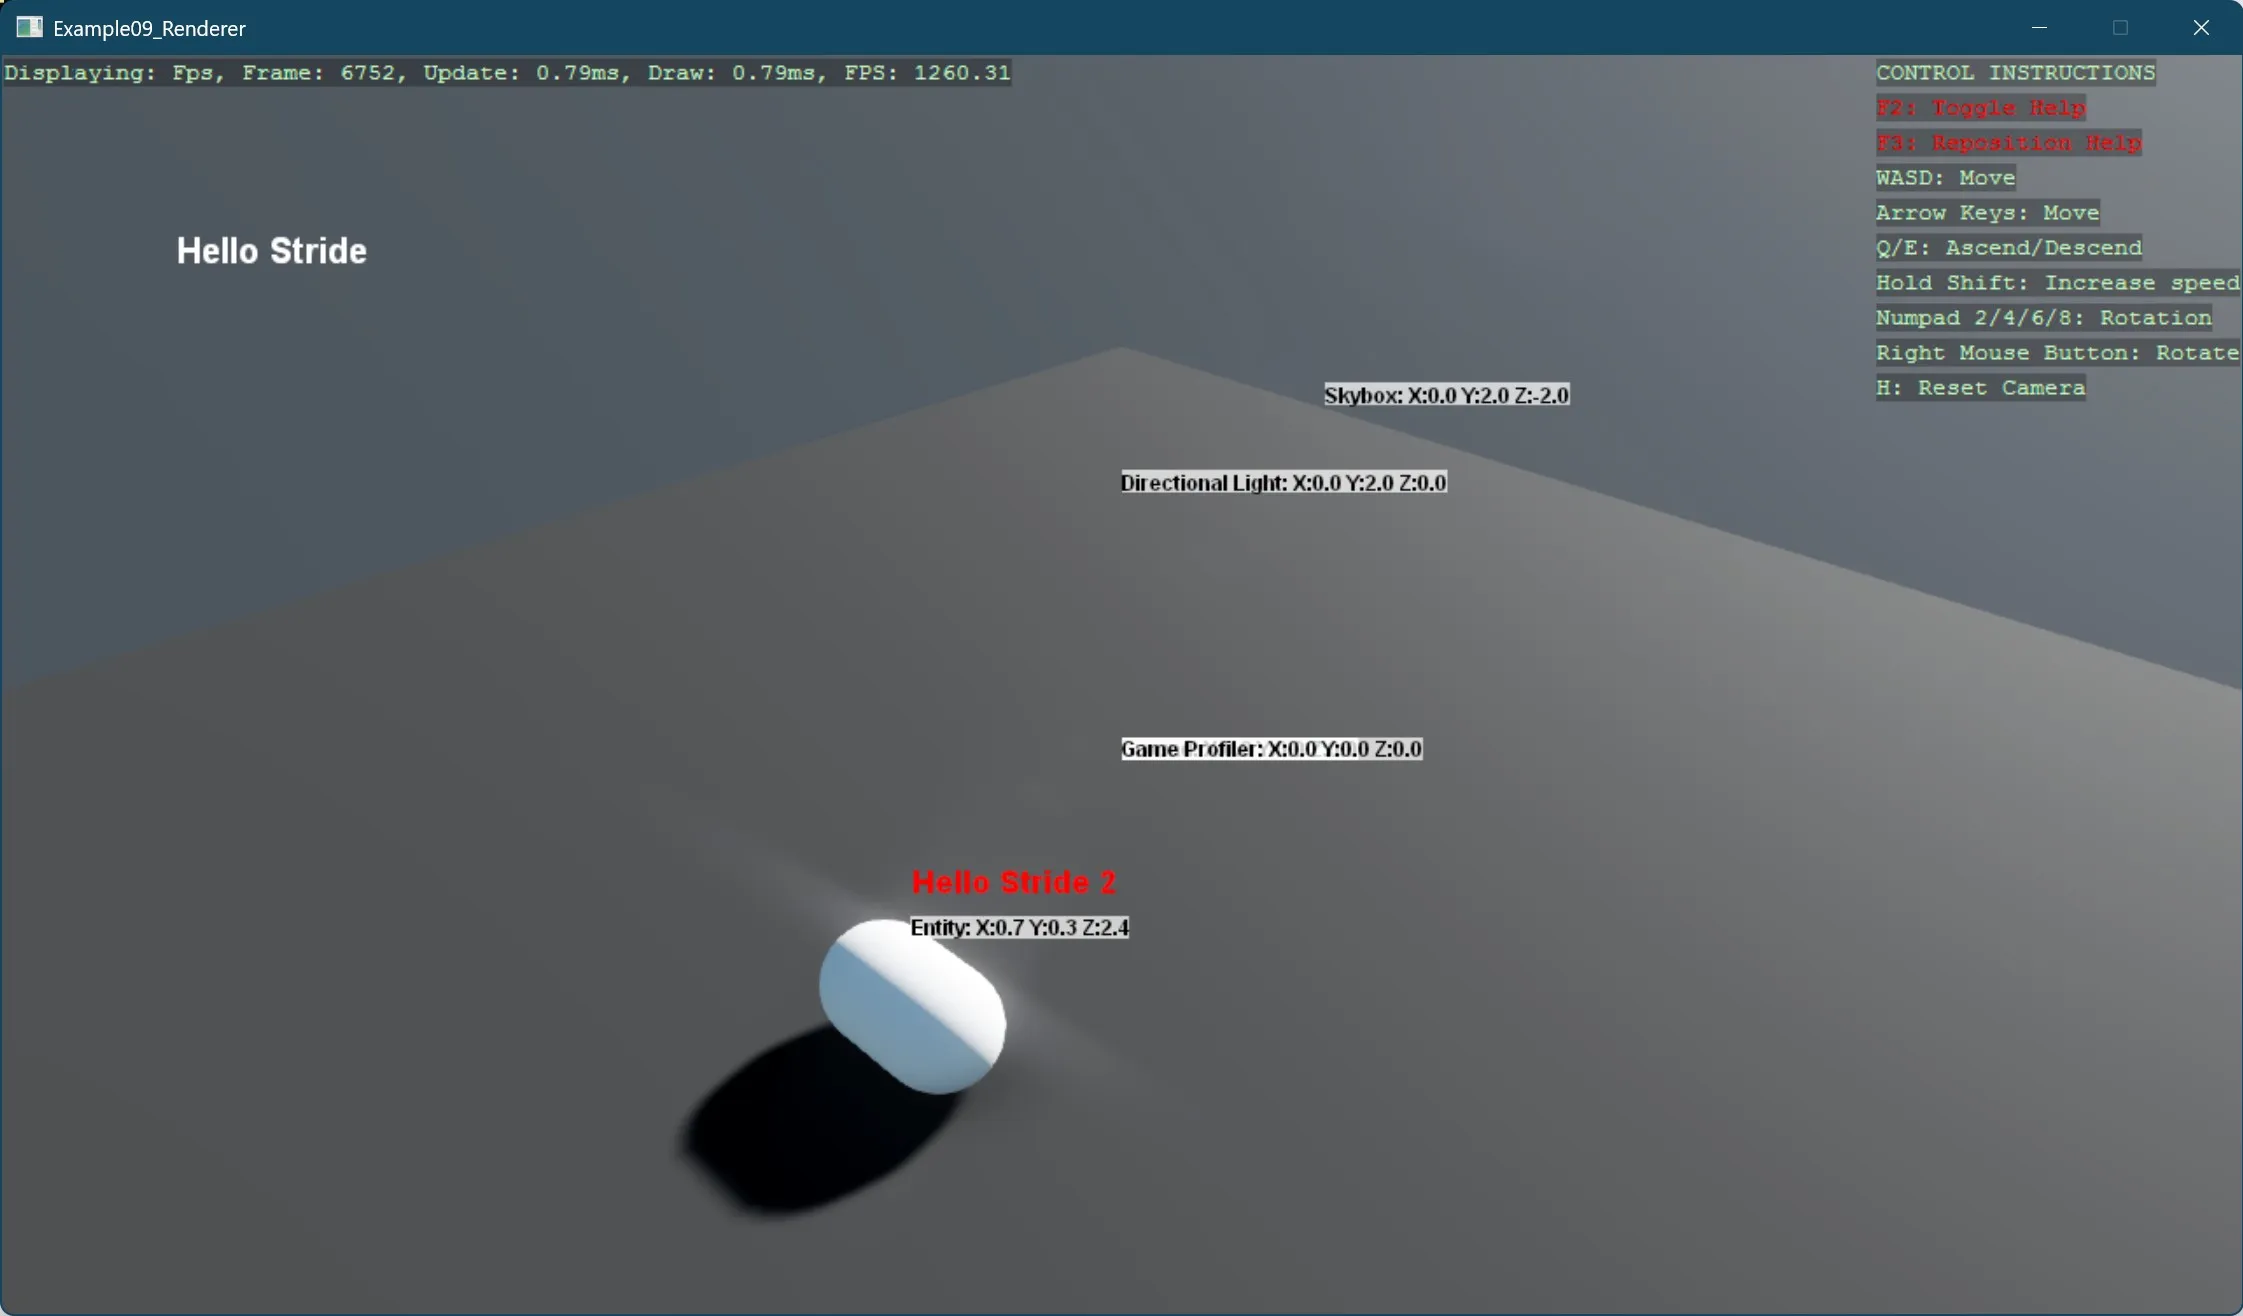 Example09_Renderer
Displaying: Fps, Frame: 6752, Update: 0.79ms, Draw: 0.79ms, FPS: 1260.31
CONTROL INSTRUCTIONS
F2: Toggle Help
F3: Reposition Help
WASD: Move
Arrow Keys: Move
Q/E: Ascend/Descend
Hold Shift: Increase speed
Numpad 2/4/6/8: Rotation
Right Mouse Button: Rotate
H: Reset Camera
Hello Stride
Skybox: X:0.0 Y:2.0 Z:-2.0
Directional Light: X:0.0 Y:2.0 Z:0.0
Game Profiler: X:0.0 Y:0.0 Z:0.0
Hello Stride 2
Entity: X:0.7 Y:0.3 Z:2.4